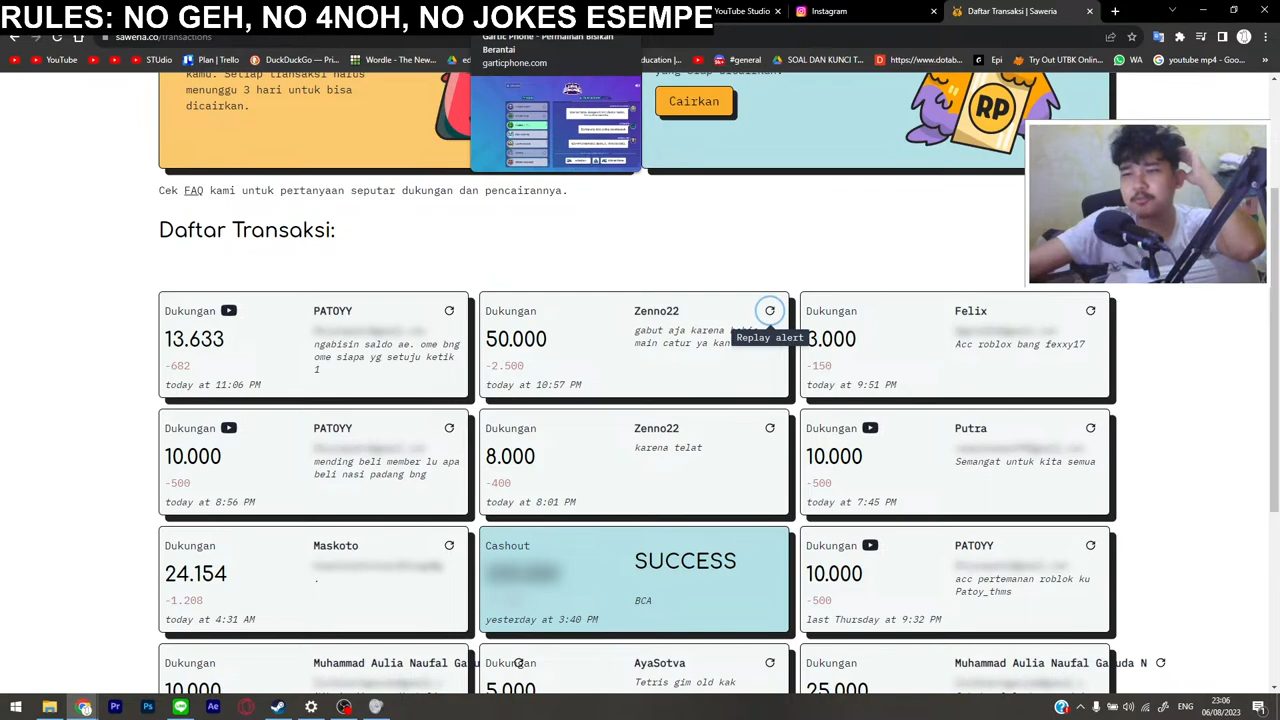 RULES: NO GEH, NO 4NOH, NO JOKES ESEMPE
YouTube Studio
Instagram
Daftar Transaksi | Saweria
saweria.co/transactions
Gartic Phone - Permainan Bisikan
Berantai
garticphone.com
YouTube
DuckDuckGo —Pri...
Plan | Trello
STUdio
Wordle - The New...
education |...
#general
SOAL DAN KUNCI T...
https://www.dotab...
Epi
Try Out UTBK Onlin...
WA
youtube mp4 - Goo...
kamu. Setiap transaksi harus
menunggu 3 hari untuk bisa
dicairkan.
Cairkan
RP
Cek FAQ kami untuk pertanyaan seputar dukungan dan pencairannya.
Daftar Transaksi:
Dukungan
PATOYY
13.633
ngabisin saldo ae. ome bng
ome siapa yg setuju ketik
1
-682
today at 11:06 PM
Dukungan
Zenno22
50.000
gabut aja karena
main catur ya
-2.500
today at 10:57 PM
Replay alert
Dukungan
Felix
3.000
Acc roblox bang fexxy17
-150
today at 9:51 PM
Dukungan
PATOYY
10.000
mending beli member lu apa
beli nasi padang bng
-500
today at 8:56 PM
Dukungan
Zenno22
8.000
karena telat
-400
today at 8:01 PM
Dukungan
Putra
10.000
Semangat untuk kita semua
-500
today at 7:45 PM
Dukungan
Maskoto
24.154
.
-1.208
today at 4:31 AM
Cashout
SUCCESS
BCA
yesterday at 3:40 PM
Dukungan
PATOYY
10.000
acc pertemanan roblok ku
Patoy_thms
-500
last Thursday at 9:32 PM
Dukungan
Muhammad Aulia Naufal
10.000
Dukungan
AyaSotva
5.000
Tetris gim old kak
Dukungan
Muhammad Aulia Naufal Garuda N
25.000
23:06
06/08/2023